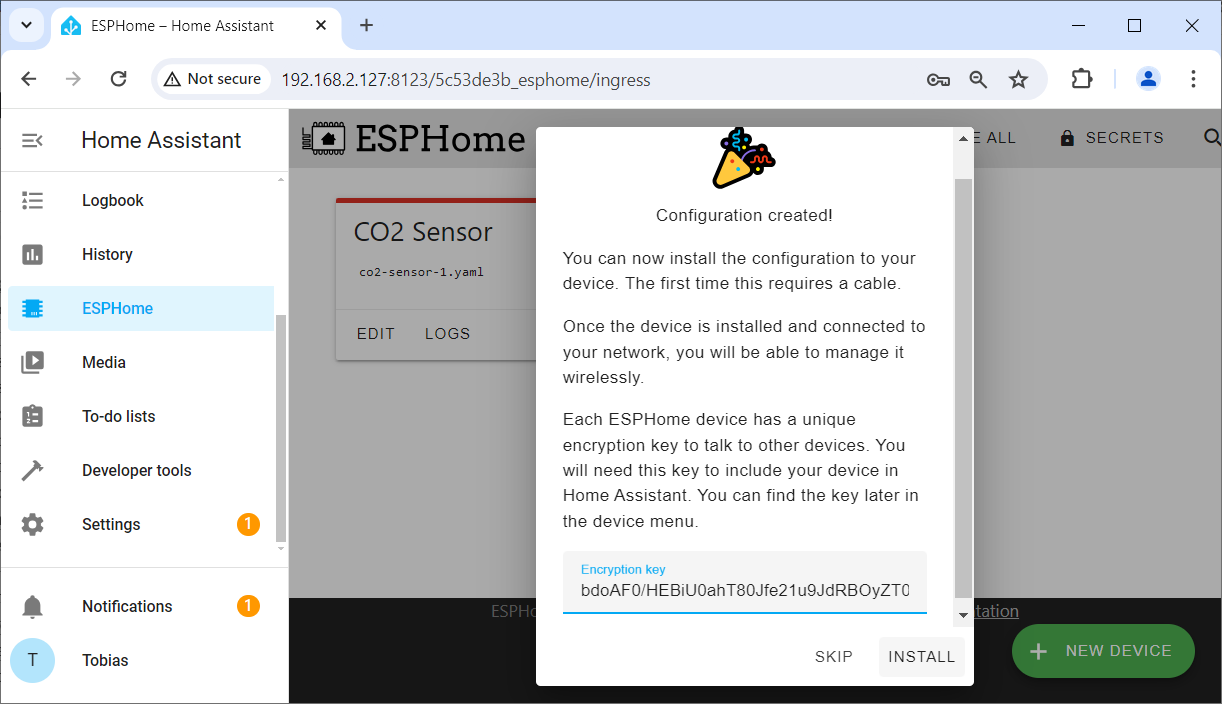 ESPHome – Home Assistant
Not secure
192.168.2.127:8123/5c53de3b_esphome/ingress
Home Assistant
Logbook
History
ESPHome
Media
To-do lists
Developer tools
Settings
1
Notifications
1
T
Tobias
ESPHome
ALL
SECRETS
CO2 Sensor
co2-sensor-1.yaml
EDIT
LOGS
Configuration created!
You can now install the configuration to your
device. The first time this requires a cable.
Once the device is installed and connected to
your network, you will be able to manage it
wirelessly.
Each ESPHome device has a unique
encryption key to talk to other devices. You
will need this key to include your device in
Home Assistant. You can find the key later in
the device menu.
Encryption key
bdoAF0/HEBiU0ahT80Jfe21u9JdRBOyZT0
SKIP
INSTALL
NEW DEVICE